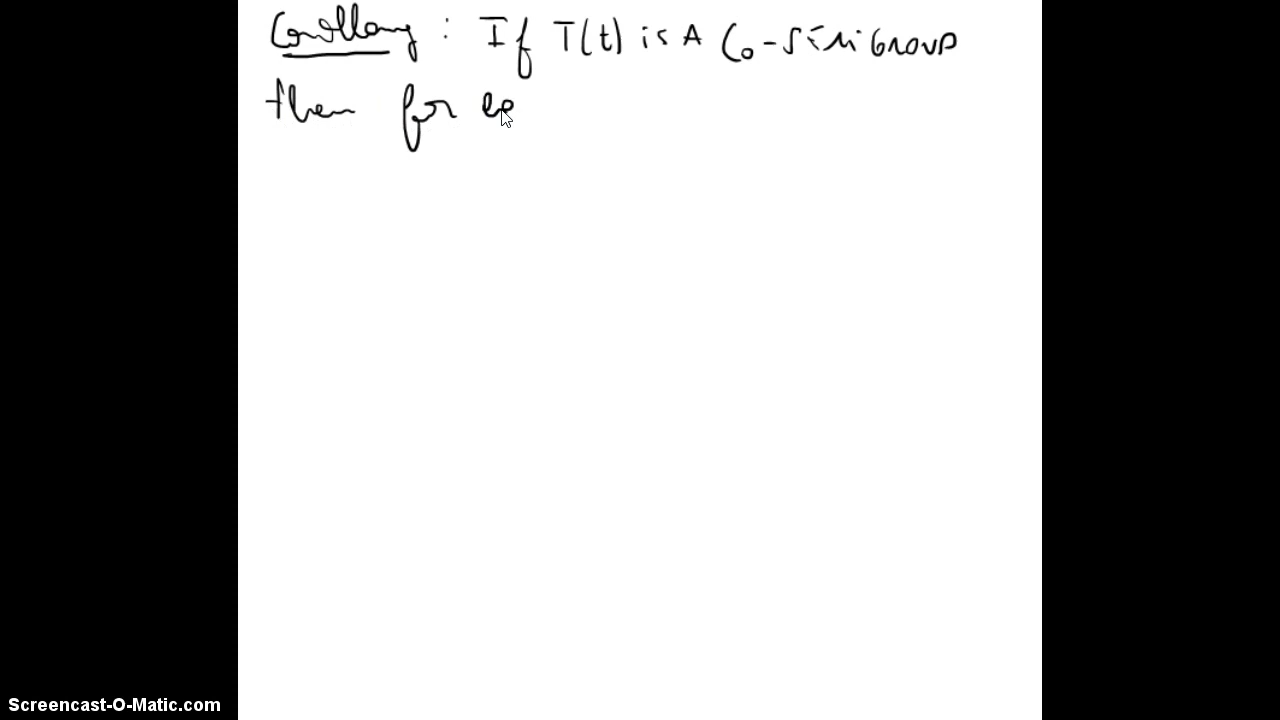 Corollary : If T(t) is A C₀-SEMIGROUP
then for
Screencast-O-Matic.com